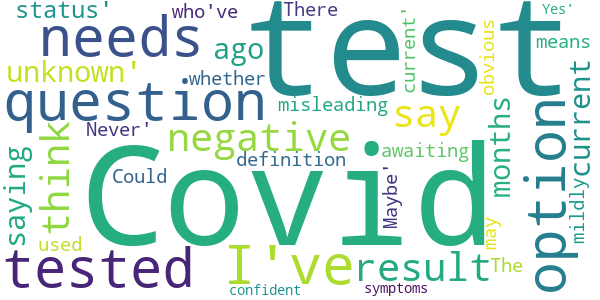 status' who've There test Yes'
needs ago current' obvious means
unknown' whether
question misleading say option current
Never' negative months
saying think Could definition awaiting mildly
Covid Maybe' may
used I've result The
tested confident symptoms